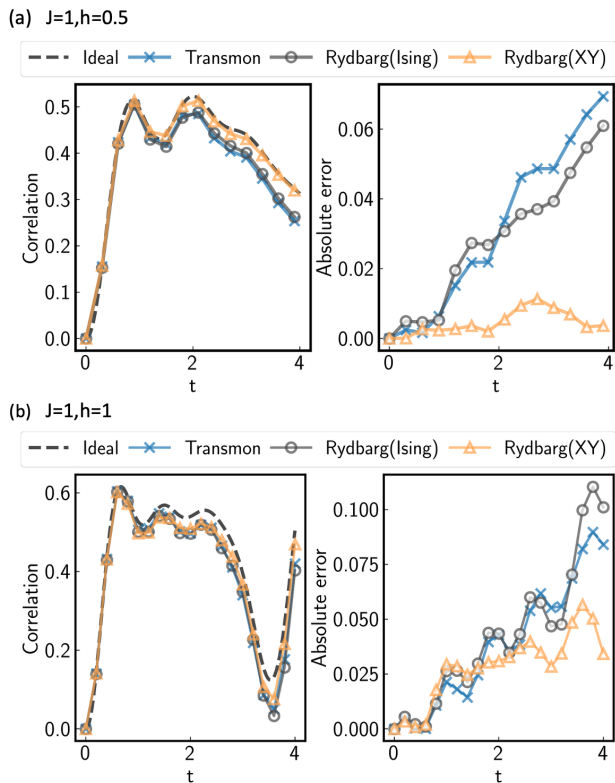 (a) J=1,h=0.5
Ideal Transmon Rydbarg(Ising) Rydbarg(XY)
Correlation
0.5
0.4
0.3
0.2
0.1
0.0
0 2 4
t
Absolute error
0.06
0.04
0.02
0.00
0 2 4
t
(b) J=1,h=1
Ideal Transmon Rydbarg(Ising) Rydbarg(XY)
Correlation
0.6
0.4
0.2
0.0
0 2 4
t
Absolute error
0.100
0.075
0.050
0.025
0.000
0 2 4
t